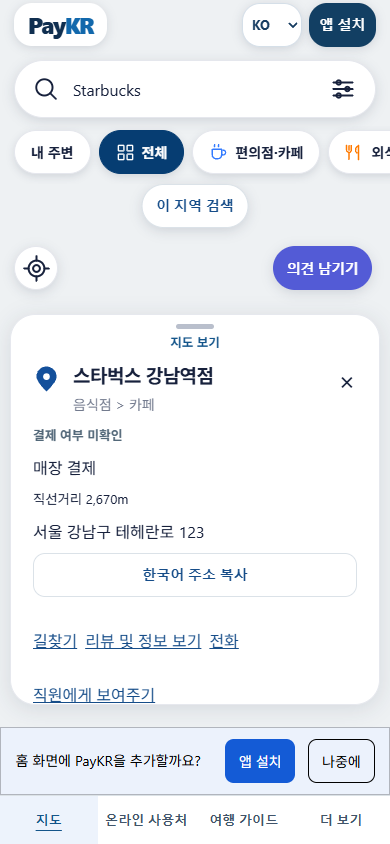 PayKR
KO
앱 설치
Starbucks
내 주변
전체
편의점·카페
외식
이 지역 검색
의견 남기기
지도 보기
스타벅스 강남역점
음식점 > 카페
결제 여부 미확인
매장 결제
직선거리 2,670m
서울 강남구 테헤란로 123
한국어 주소 복사
길찾기 리뷰 및 정보 보기 전화
직원에게 보여주기
홈 화면에 PayKR을 추가할까요?
앱 설치
나중에
지도
온라인 사용처
여행 가이드
더 보기